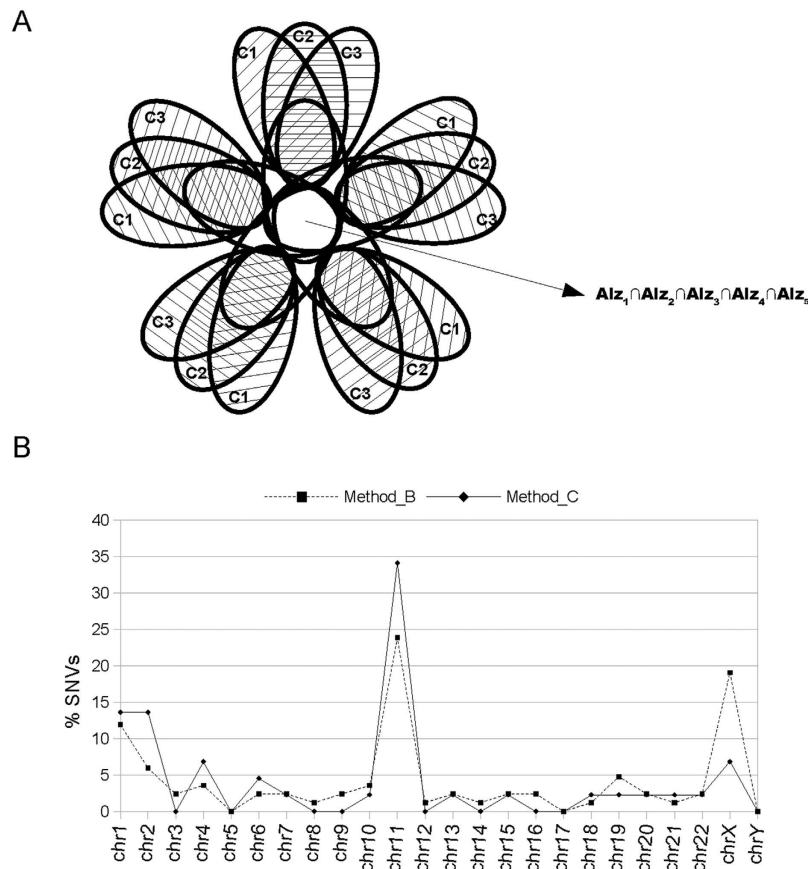 A
C1
C2
C3
C3
C2
C1
C1
C2
C3
C3
C2
C1
C1
C2
C3
Alz₁∩Alz₂∩Alz₃∩Alz₄∩Alz₅
B
Method_B Method_C
40
35
30
25
20
15
10
5
0
% SNVs
chr1 chr2 chr3 chr4 chr5 chr6 chr7 chr8 chr9 chr10 chr11 chr12 chr13 chr14 chr15 chr16 chr17 chr18 chr19 chr20 chr21 chr22 chrX chrY